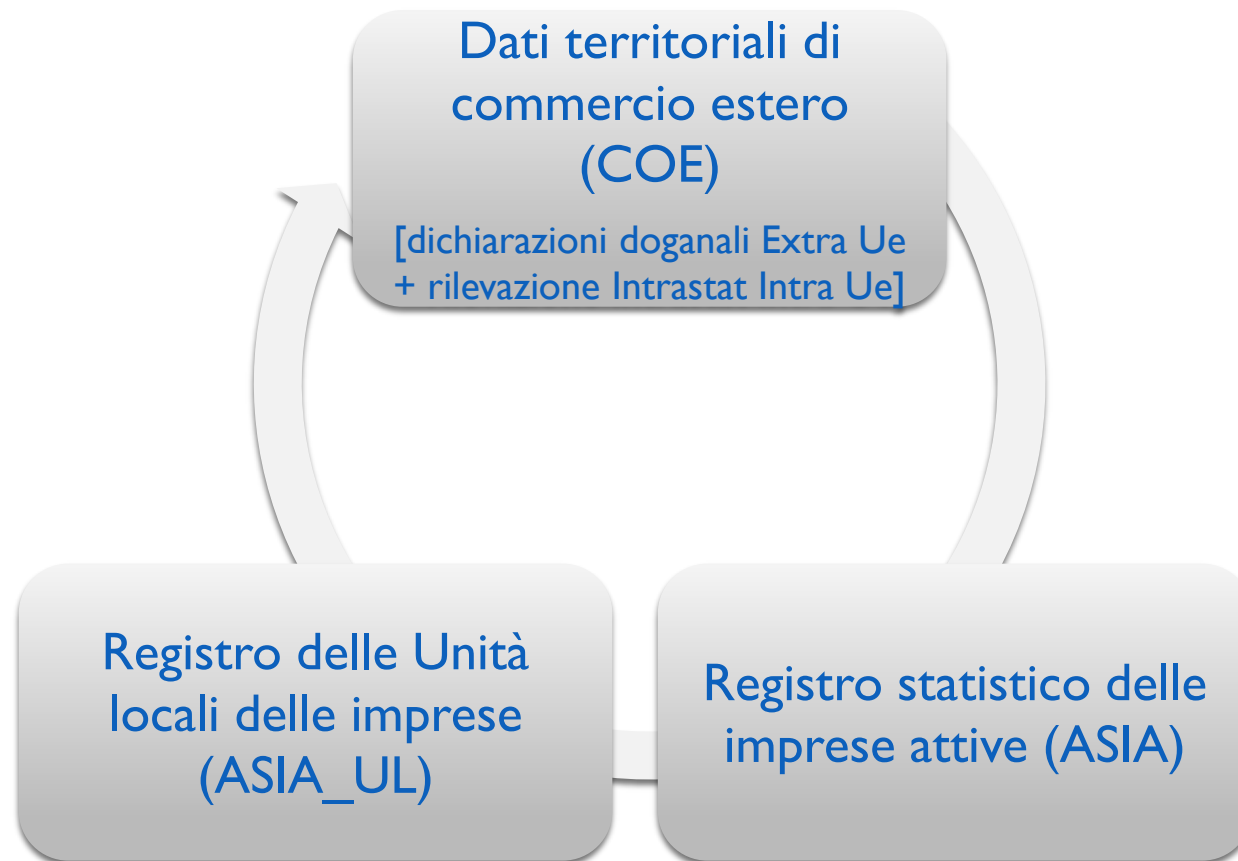 Dati territoriali di
commercio estero
(COE)
[dichiarazioni doganali Extra Ue
+ rilevazione Intrastat Intra Ue]
Registro delle Unità
locali delle imprese
(ASIA_UL)
Registro statistico delle
imprese attive (ASIA)